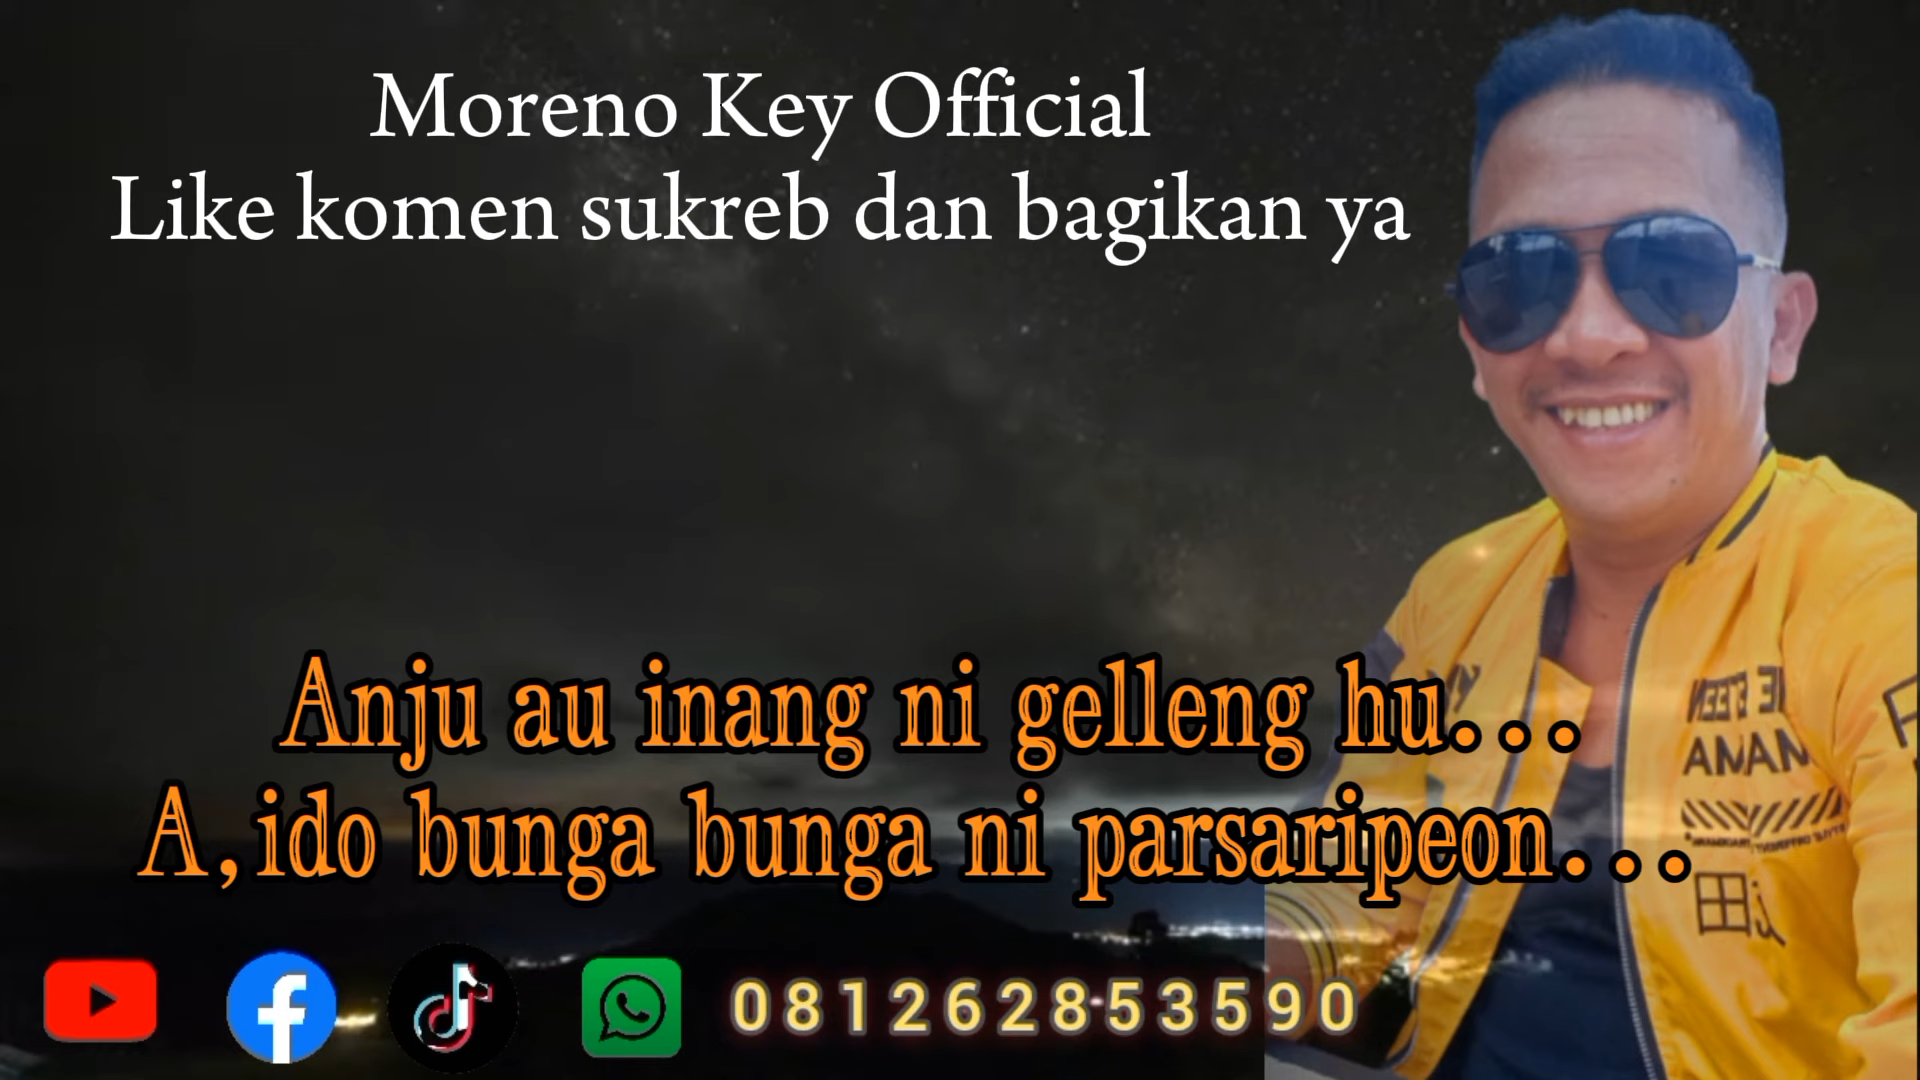 Moreno Key Official
Like komen sukreb dan bagikan ya
Anju au inang ni gelleng hu...
A,ido bunga bunga ni parsaripeon...
081262853590
AMAM